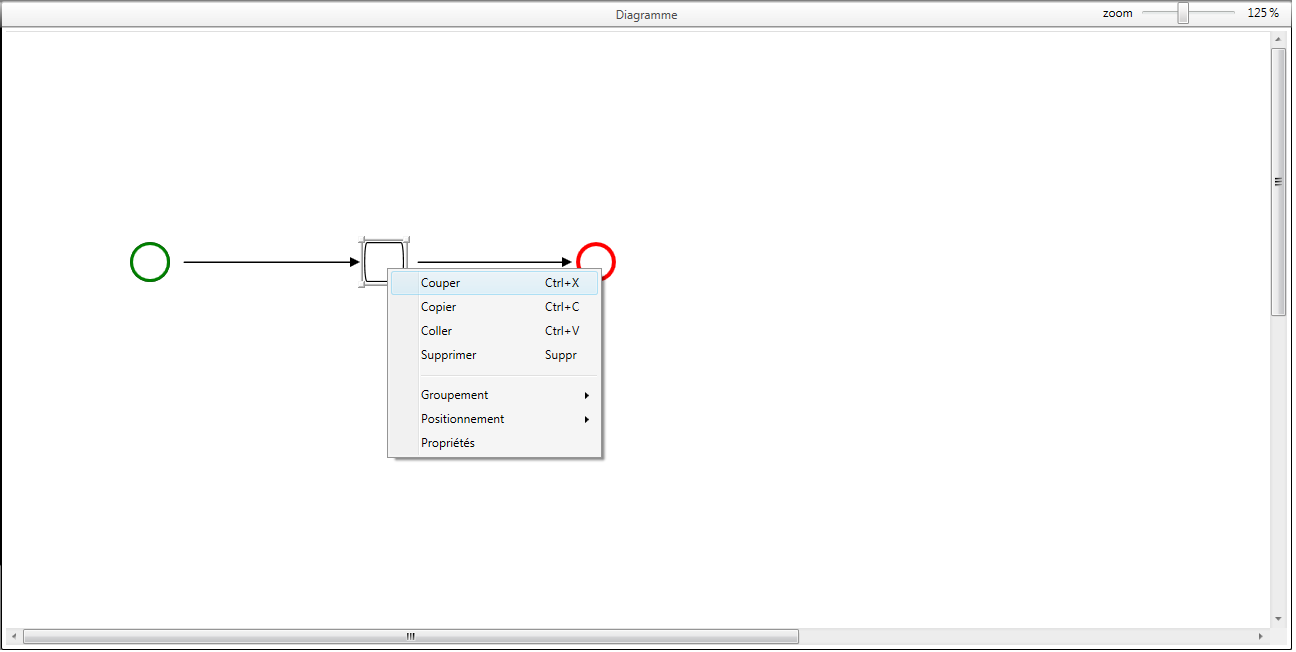 Diagramme
zoom 125 %
Couper Ctrl+X
Copier Ctrl+C
Coller Ctrl+V
Supprimer Suppr
Groupement
Positionnement
Propriétés